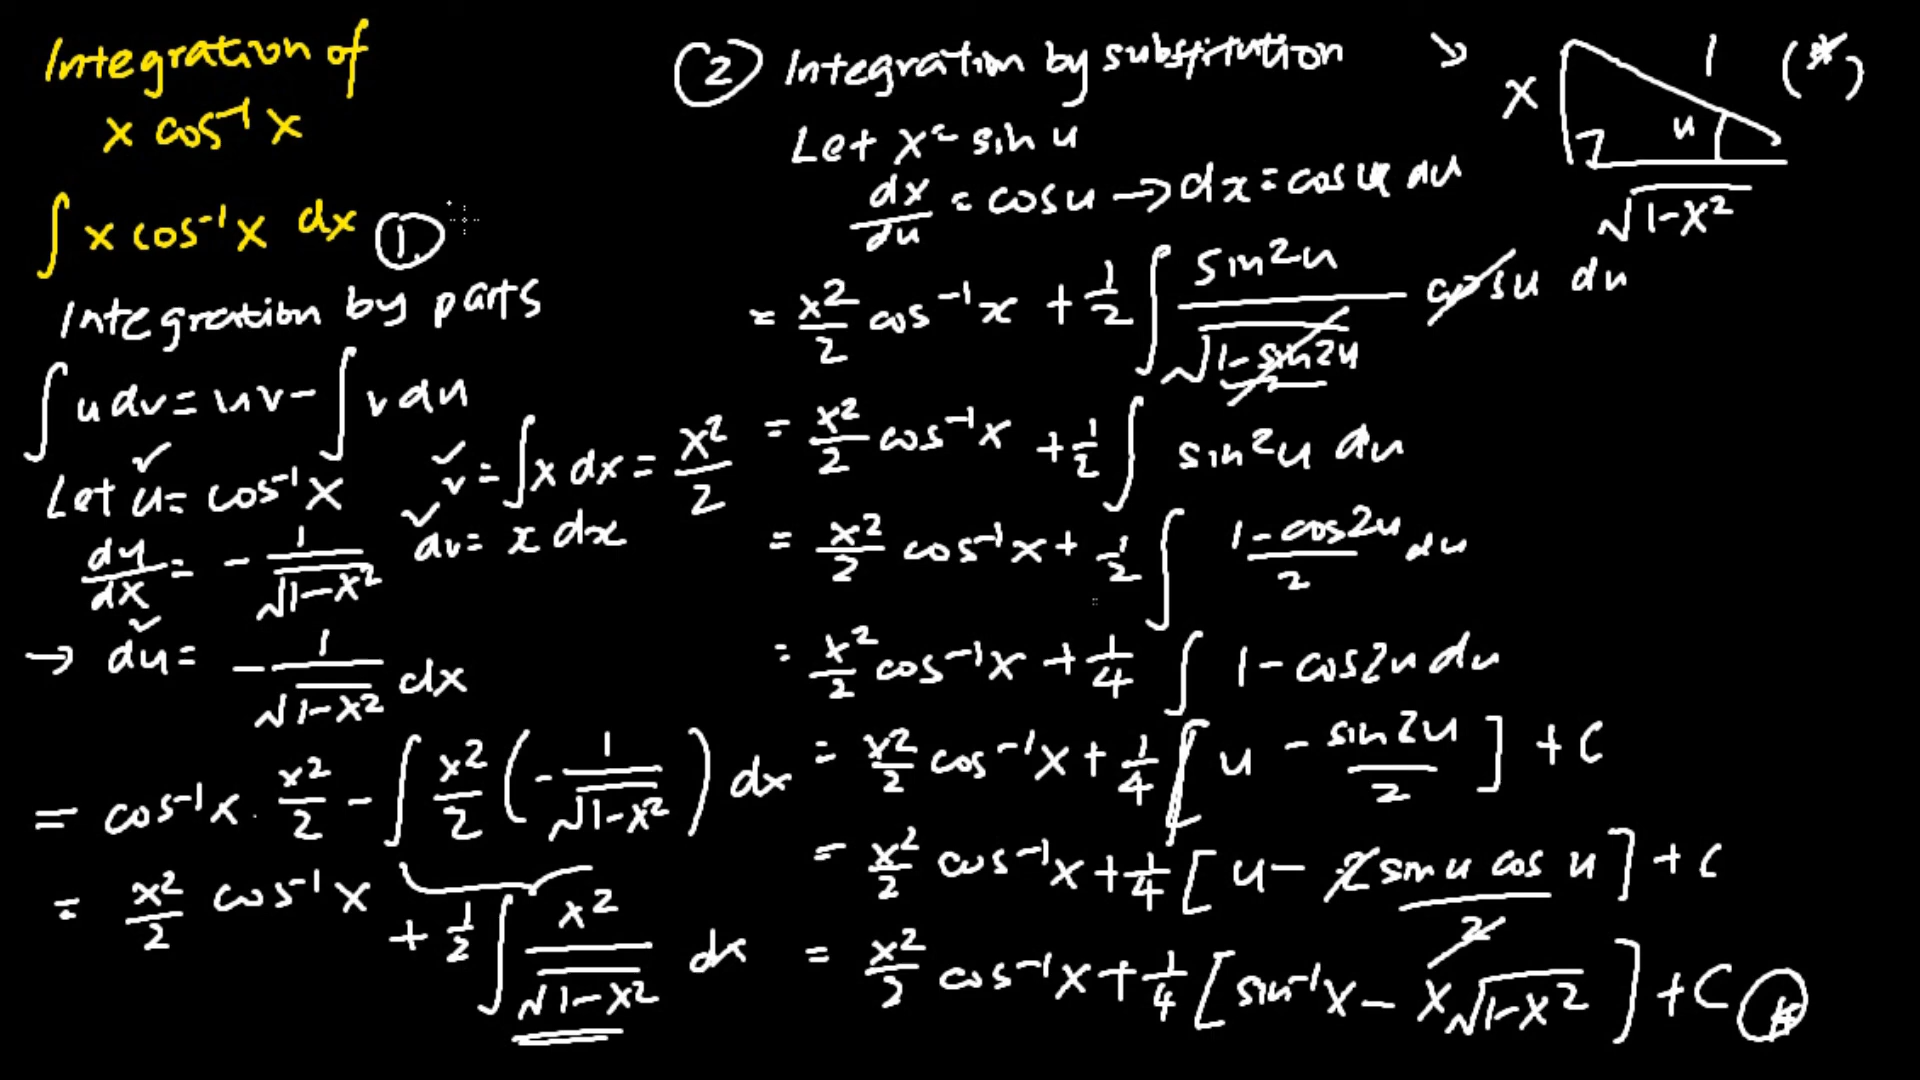 Integration of
x cos⁻¹ x
∫ x cos⁻¹x dx ①
Integration by parts
∫ u dv = uv - ∫ v du
Let u = cos⁻¹x    v = ∫ x dx = x²/2
du/dx = - 1/√(1-x²)    dv = x dx
→ du = - 1/√(1-x²) dx
= cos⁻¹x · x²/2 - ∫ x²/2 (- 1/√(1-x²)) dx
= x²/2 cos⁻¹x + 1/2 ∫ x²/√(1-x²) dx
② Integration by substitution
Let x = sin u
dx/du = cos u → dx = cos u du
= x²/2 cos⁻¹x + 1/2 ∫ sin²u/√(1-sin²u) cos u du
= x²/2 cos⁻¹x + 1/2 ∫ sin²u du
= x²/2 cos⁻¹x + 1/2 ∫ (1-cos2u)/2 du
= x²/2 cos⁻¹x + 1/4 ∫ 1-cos2u du
= x²/2 cos⁻¹x + 1/4 [u - sin2u/2] + C
= x²/2 cos⁻¹x + 1/4 [u - 2 sin u cos u/2] + C
= x²/2 cos⁻¹x + 1/4 [sin⁻¹x - x√(1-x²)] + C
x 1 (*)
u
√(1-x²)